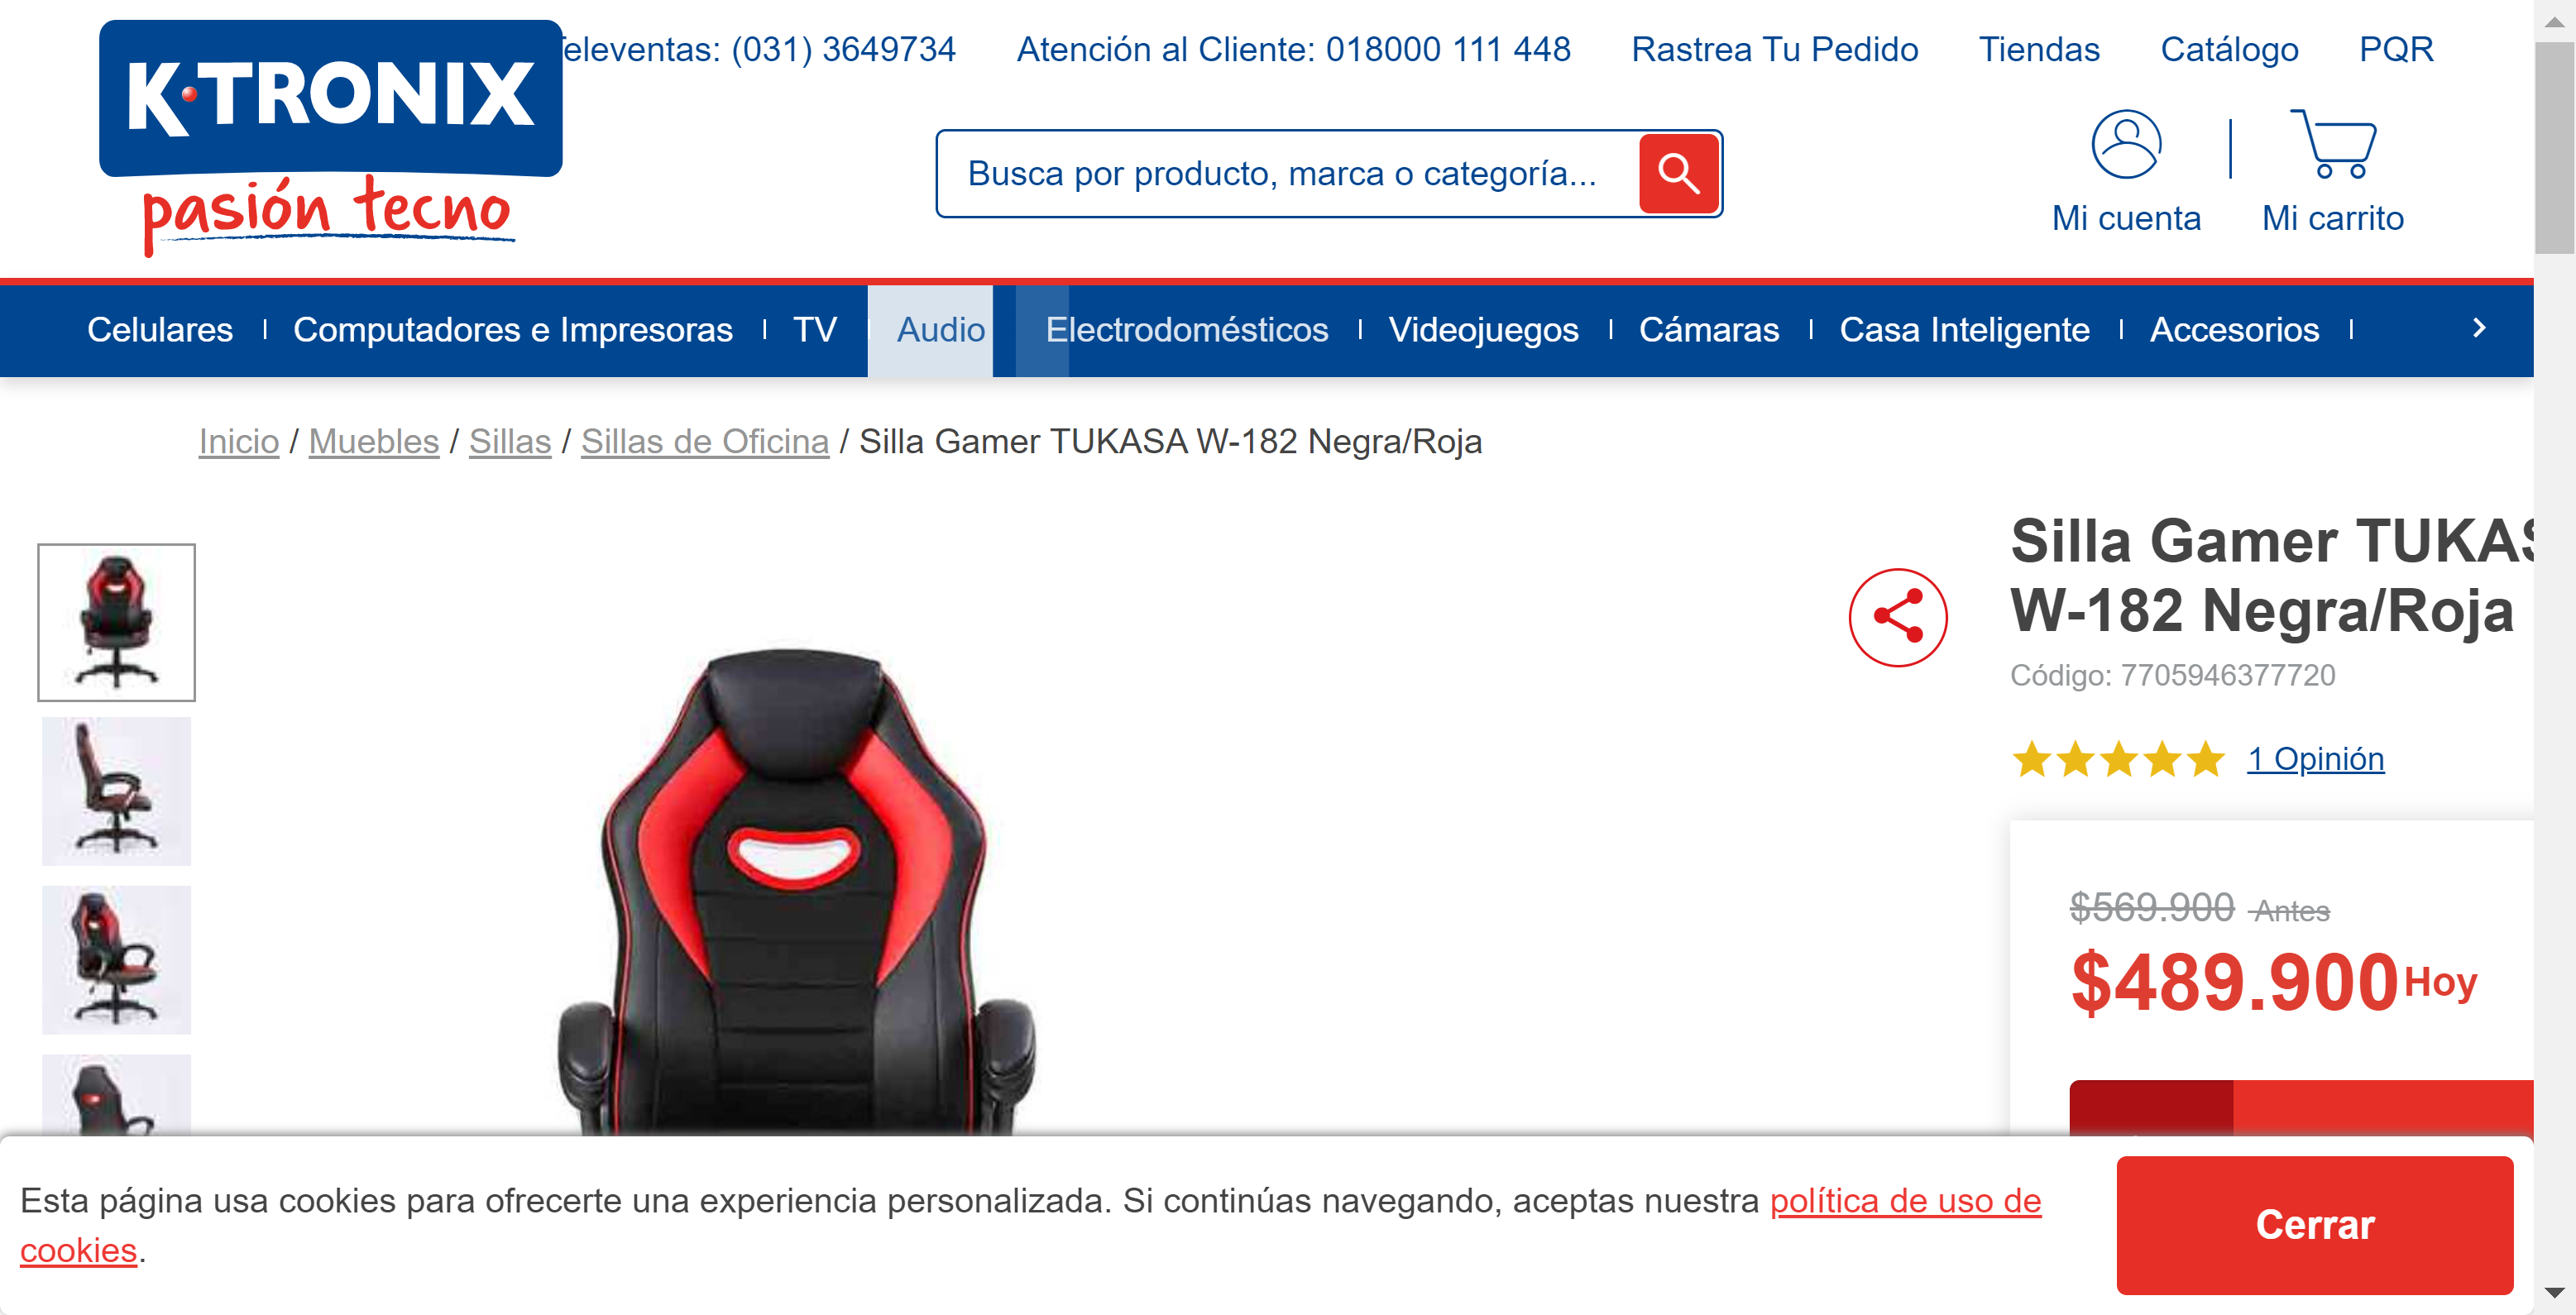 K·TRONIX
pasión tecno
Televentas: (031) 3649734 Atención al Cliente: 018000 111 448 Rastrea Tu Pedido Tiendas Catálogo PQR
Busca por producto, marca o categoría...
Mi cuenta Mi carrito
Celulares Computadores e Impresoras TV Audio Electrodomésticos Videojuegos Cámaras Casa Inteligente Accesorios
Inicio / Muebles / Sillas / Sillas de Oficina / Silla Gamer TUKASA W-182 Negra/Roja
Silla Gamer TUKAS
W-182 Negra/Roja
Código: 7705946377720
1 Opinión
$569.900 Antes
$489.900 Hoy
Esta página usa cookies para ofrecerte una experiencia personalizada. Si continúas navegando, aceptas nuestra política de uso de
cookies.
Cerrar